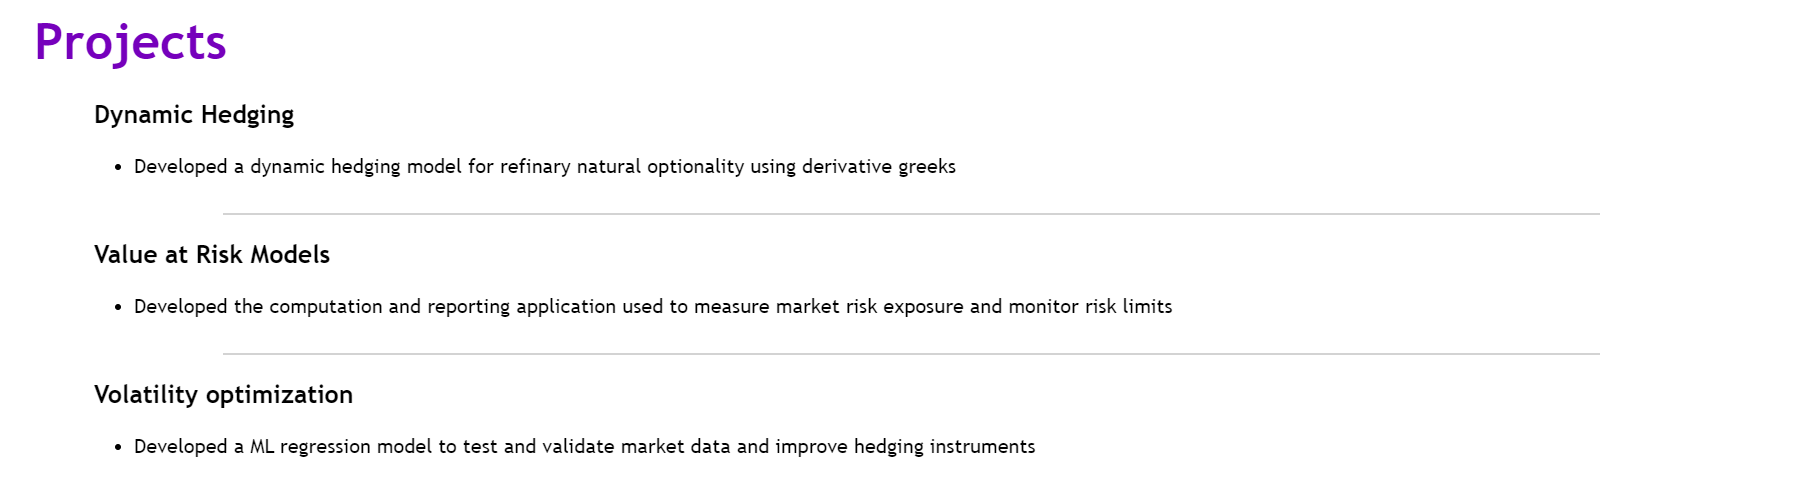 Projects
Dynamic Hedging
• Developed a dynamic hedging model for refinary natural optionality using derivative greeks
Value at Risk Models
• Developed the computation and reporting application used to measure market risk exposure and monitor risk limits
Volatility optimization
• Developed a ML regression model to test and validate market data and improve hedging instruments